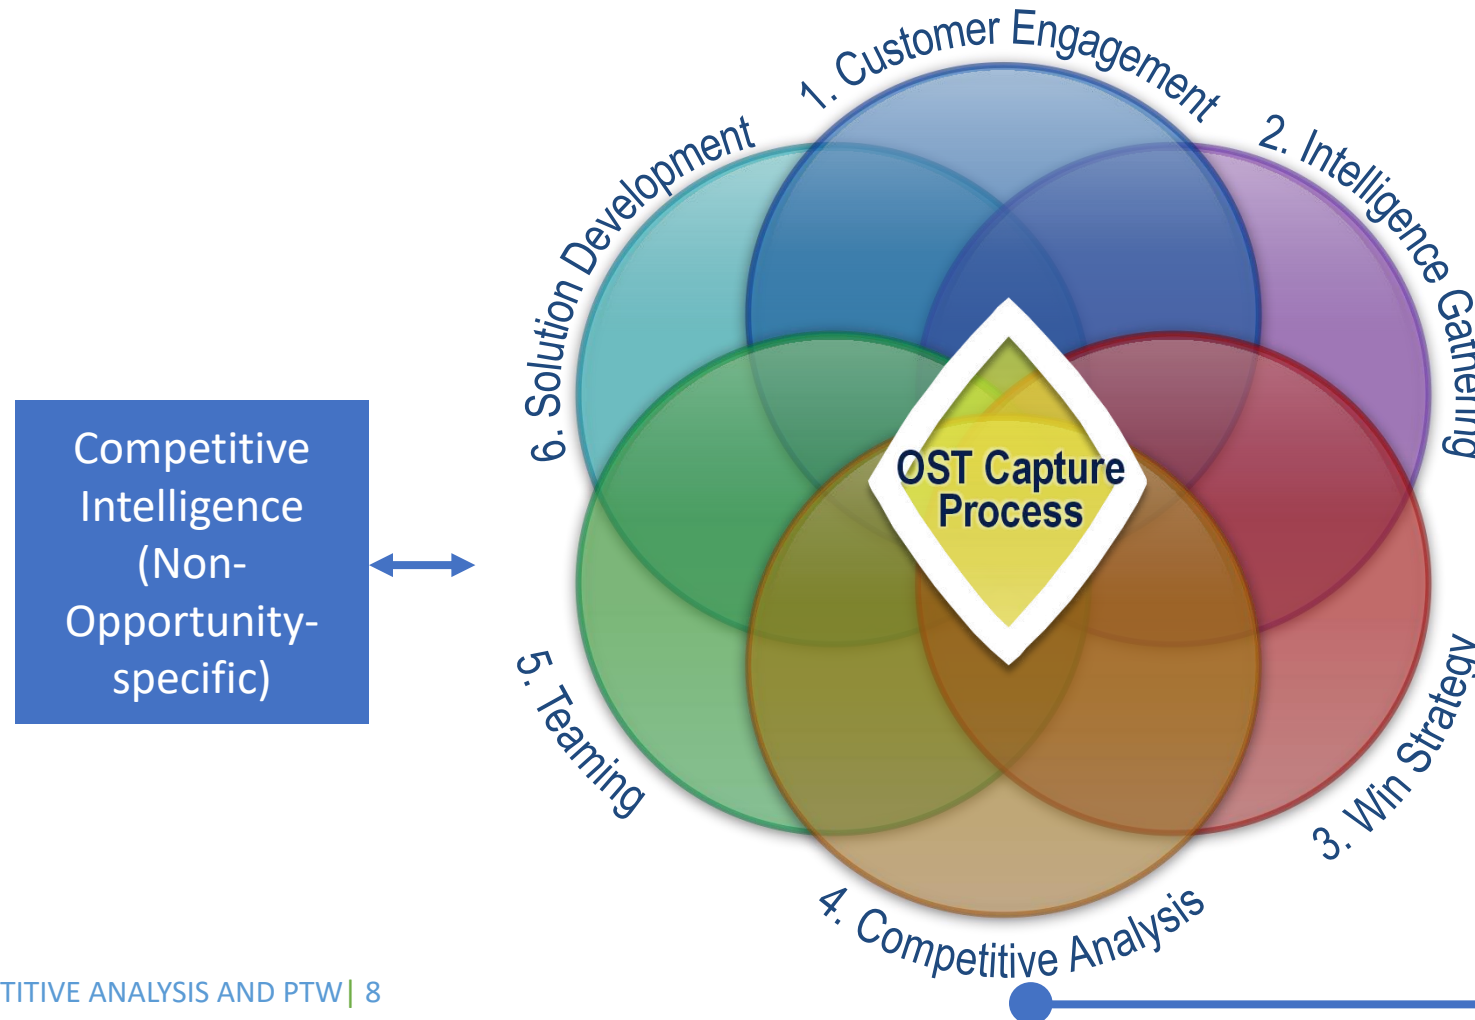 1. Customer Engagement
2. Intelligence Gathering
3. Win Strategy
4. Competitive Analysis
5. Teaming
6. Solution Development
OST Capture
Process
Competitive
Intelligence
(Non-
Opportunity-
specific)
TITIVE ANALYSIS AND PTW| 8